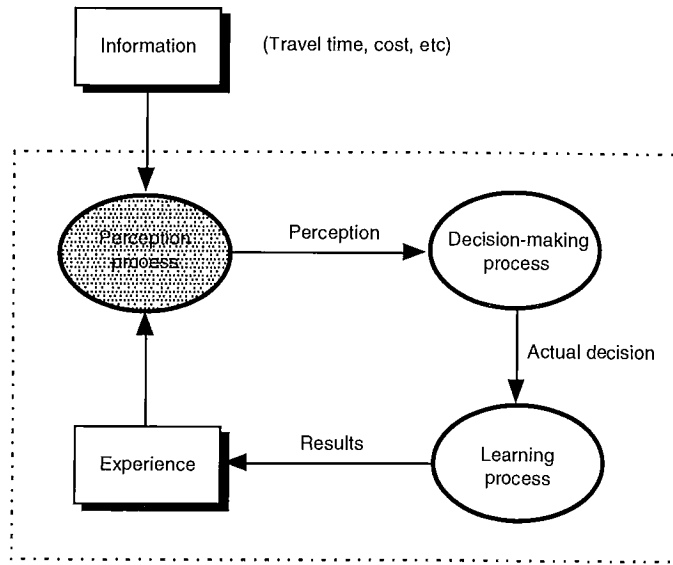 Information
(Travel time, cost, etc)
Perception
process
Perception
Decision-making
process
Actual decision
Results
Experience
Learning
process